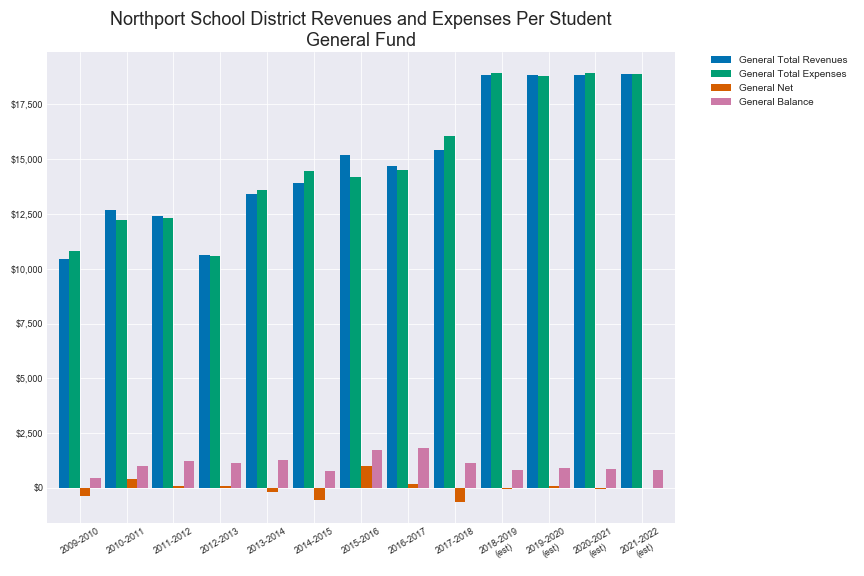 Northport School District Revenues and Expenses Per Student
General Fund
General Total Revenues
General Total Expenses
General Net
General Balance
$17,500
$15,000
$12,500
$10,000
$7,500
$5,000
$2,500
$0
2009-2010
2010-2011
2011-2012
2012-2013
2013-2014
2014-2015
2015-2016
2016-2017
2017-2018
2018-2019
(est)
2019-2020
(est)
2020-2021
(est)
2021-2022
(est)